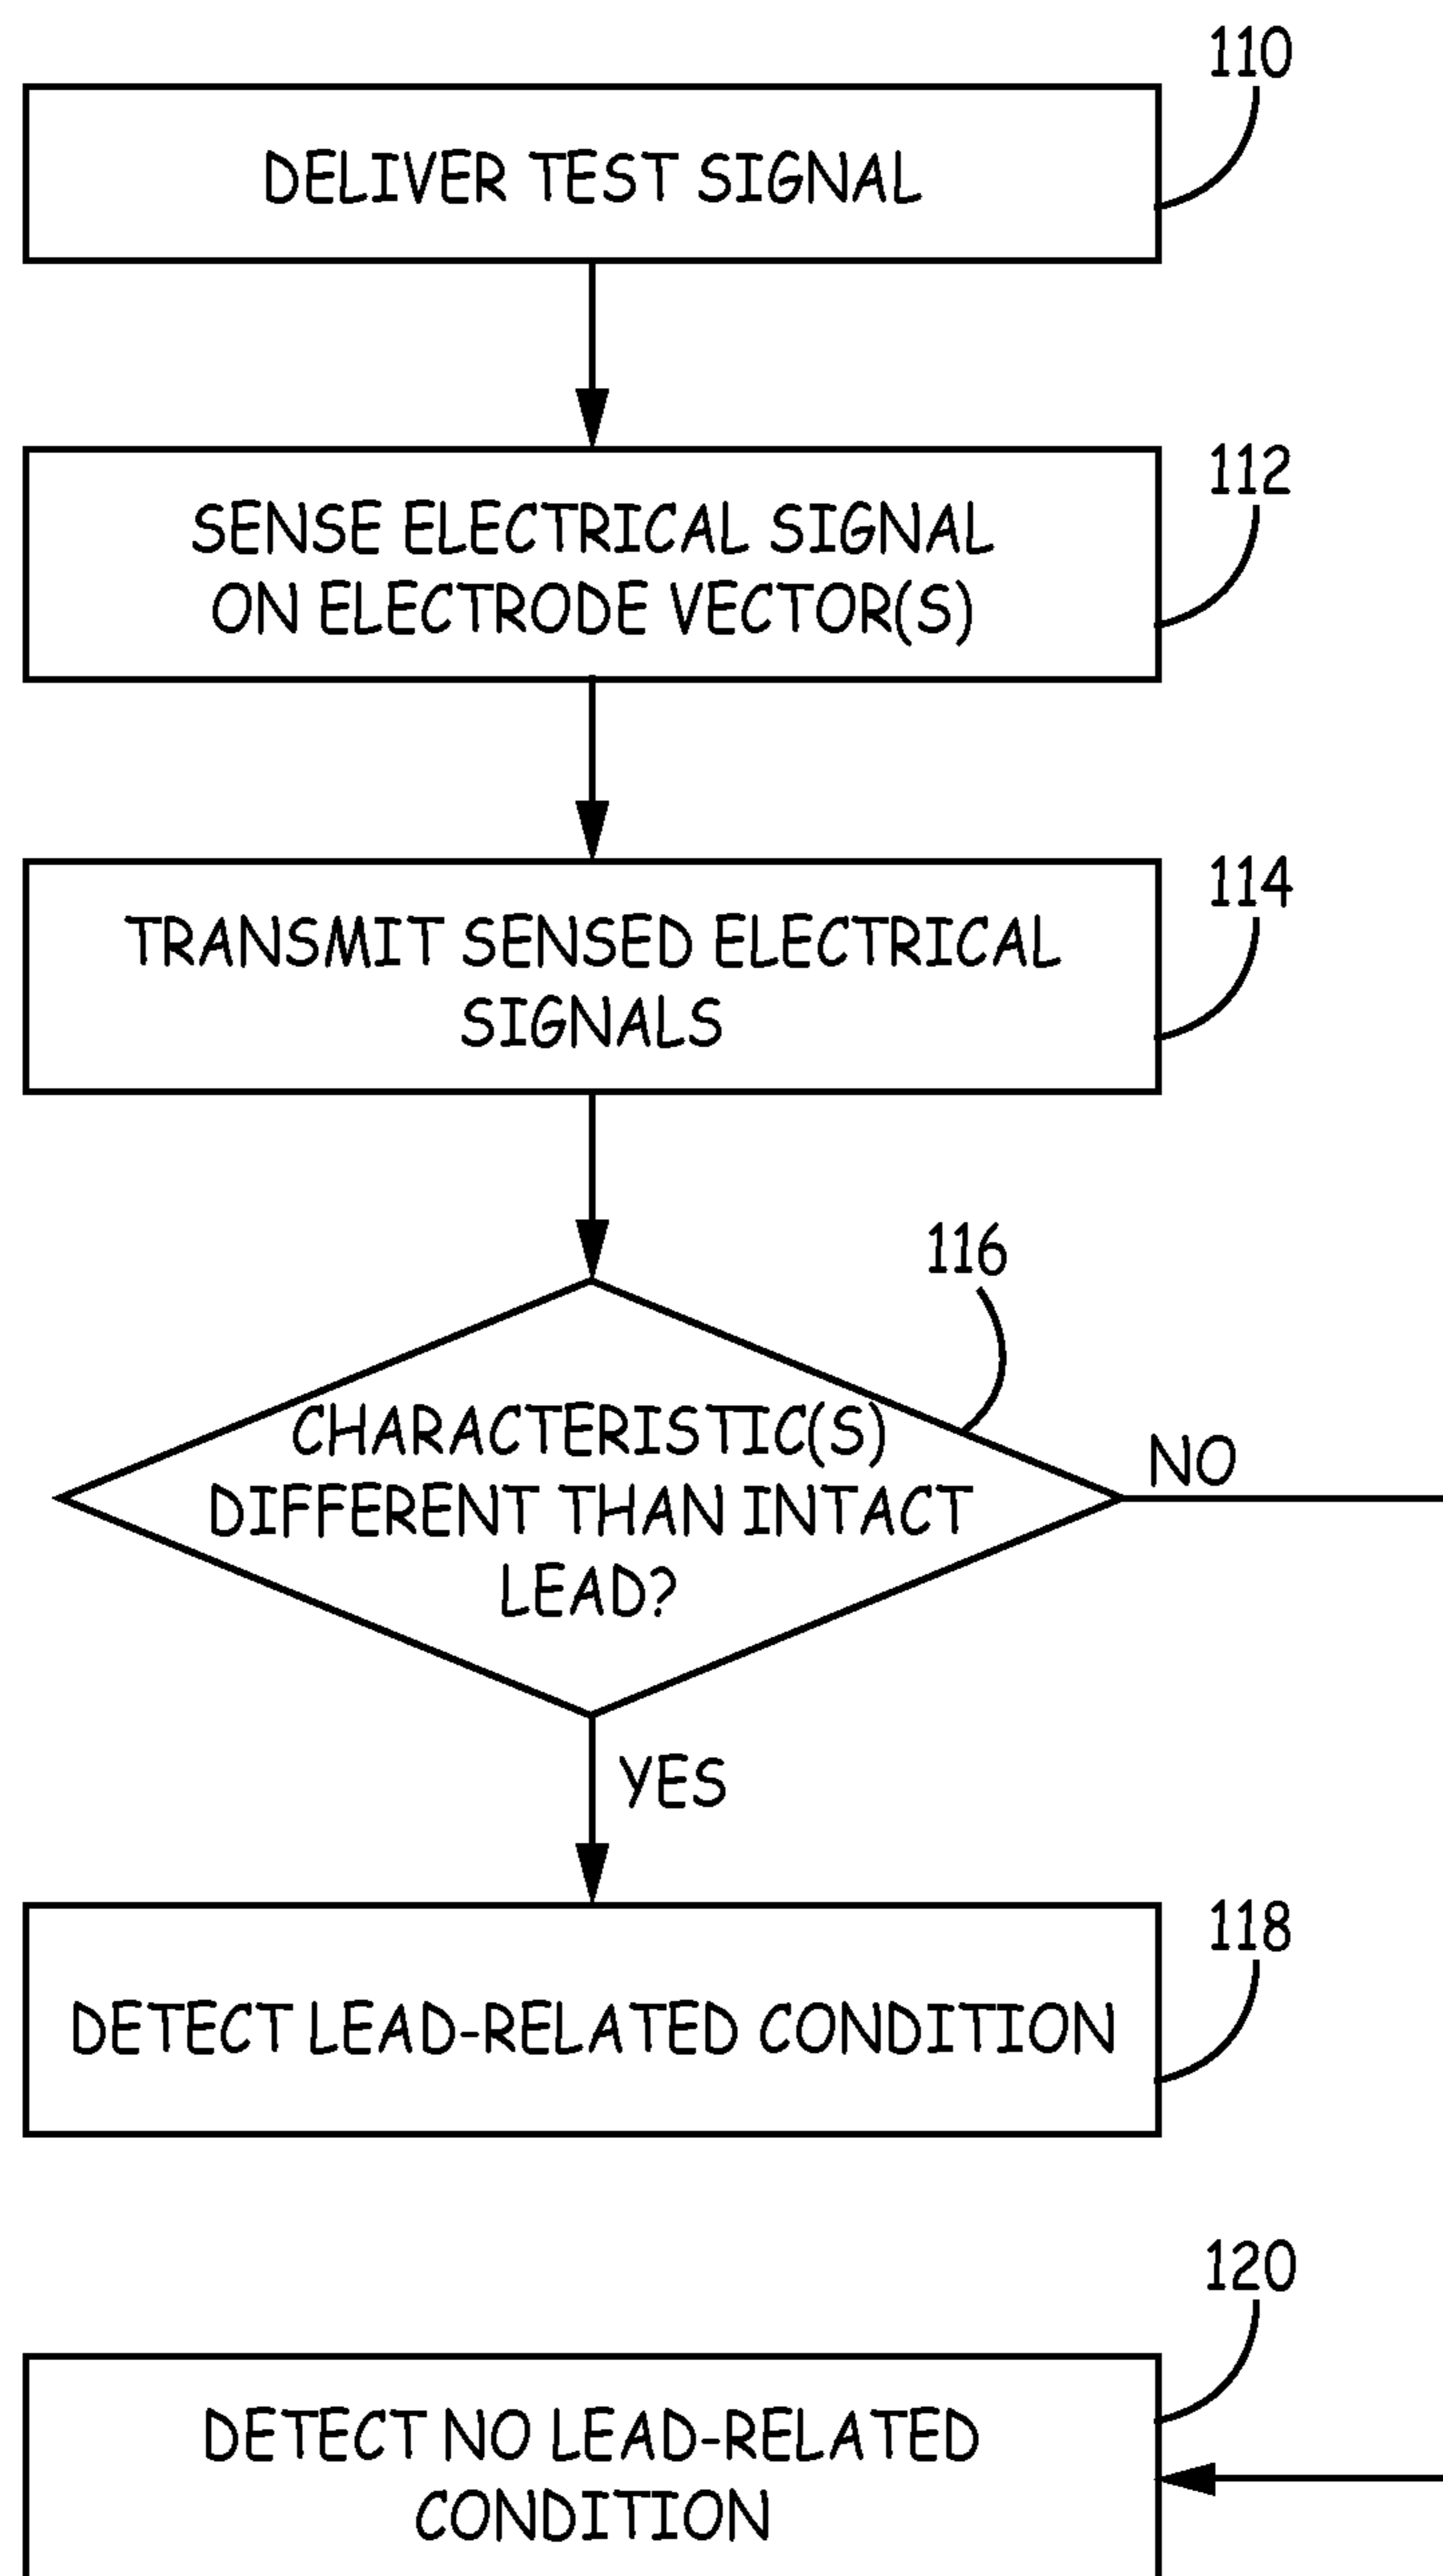 110
DELIVER TEST SIGNAL
112
SENSE ELECTRICAL SIGNAL
ON ELECTRODE VECTOR(S)
114
TRANSMIT SENSED ELECTRICAL
SIGNALS
116
CHARACTERISTIC(S)
DIFFERENT THAN INTACT
LEAD?
NO
YES
118
DETECT LEAD-RELATED CONDITION
120
DETECT NO LEAD-RELATED
CONDITION